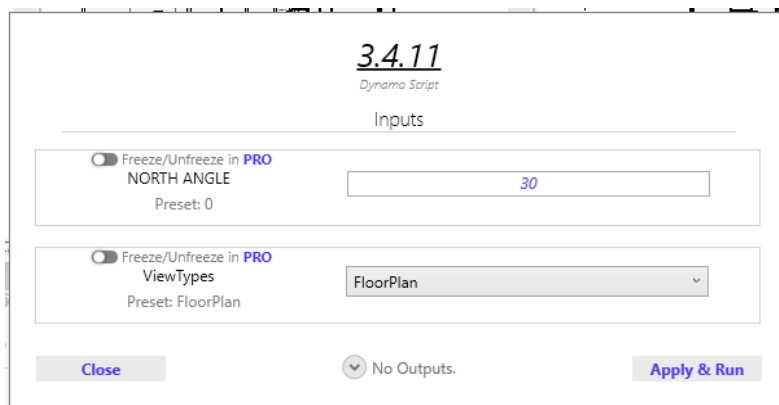 3.4.11
Dynamo Script
Inputs
Freeze/Unfreeze in PRO
NORTH ANGLE
Preset: 0
30
Freeze/Unfreeze in PRO
ViewTypes
Preset: FloorPlan
FloorPlan
Close
No Outputs.
Apply & Run